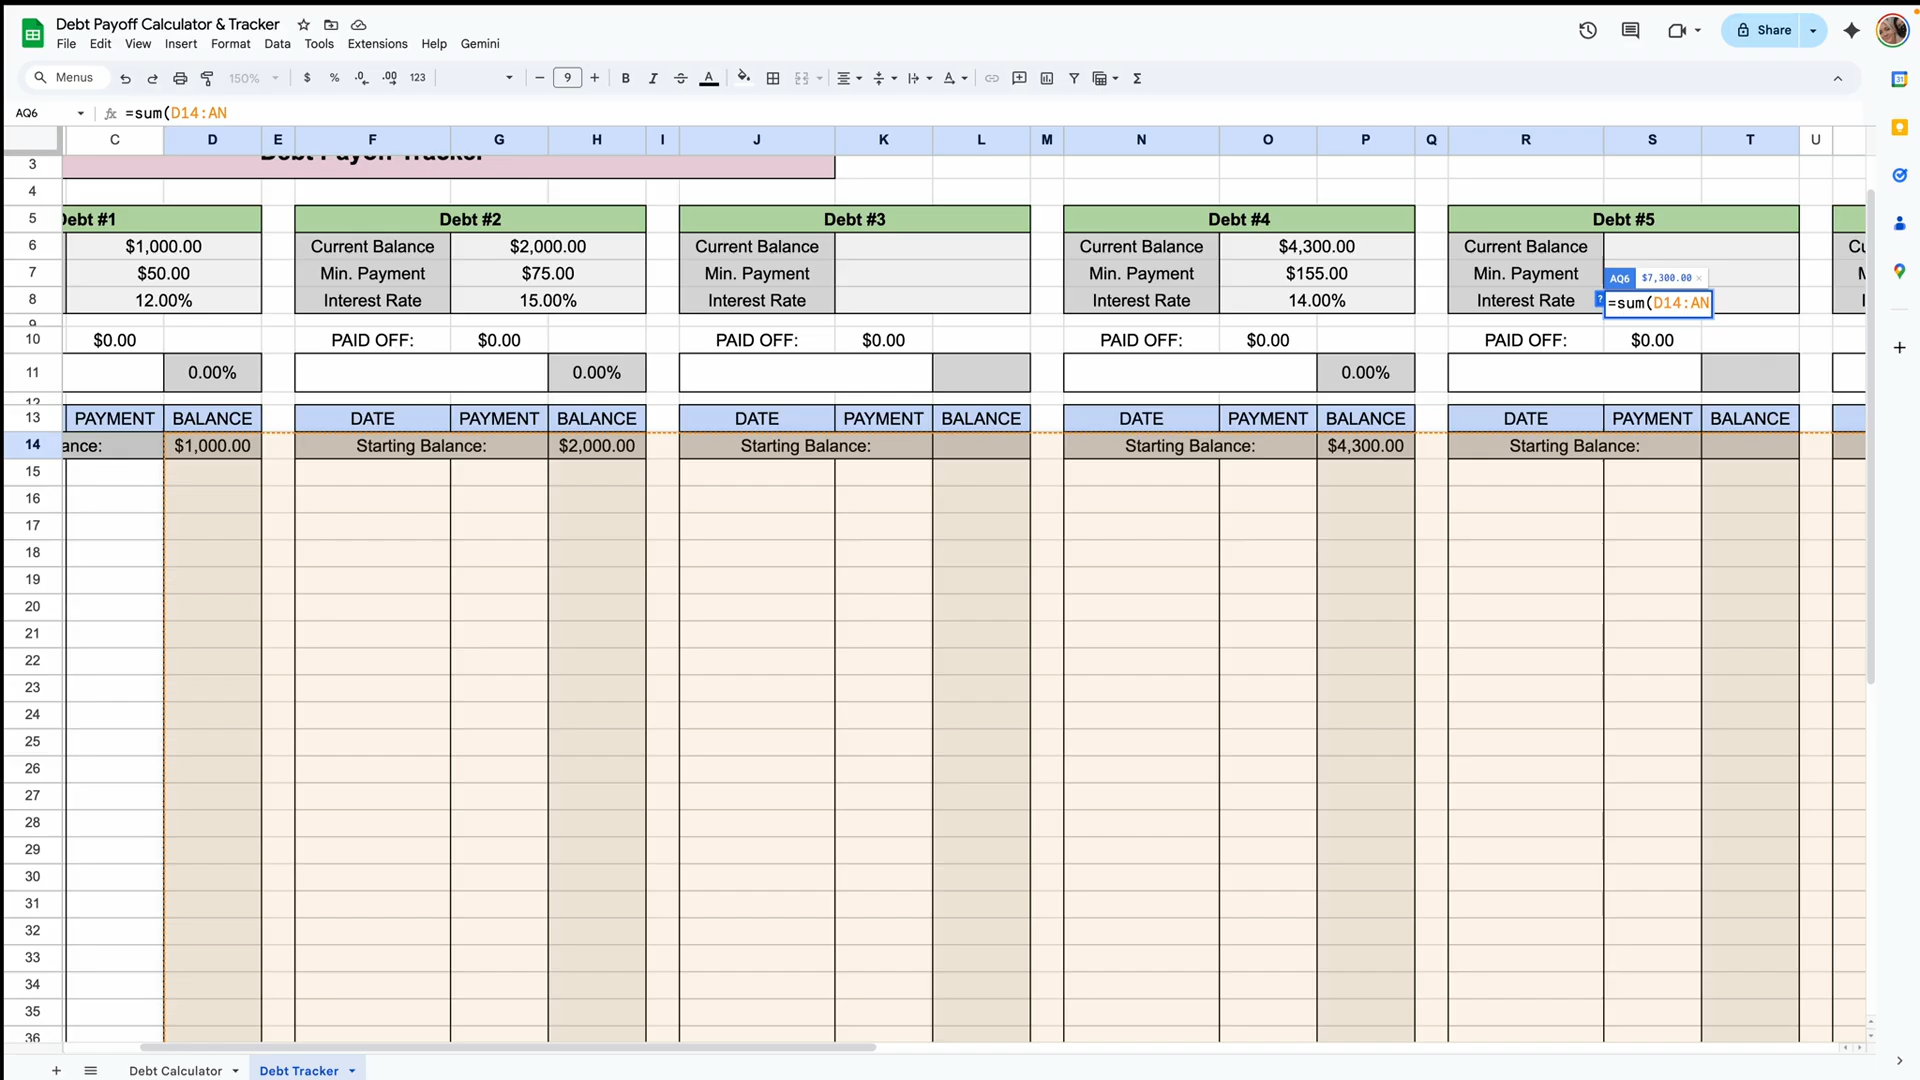 Debt Payoff Calculator & Tracker
File Edit View Insert Format Data Tools Extensions Help Gemini
Share
Menus 150% $ % .0 .00 123 − 9 + B I S A Σ
AQ6 fx =sum(D14:AN
C D E F G H I J K L M N O P Q R S T U
3 Debt Payoff Tracker
4
5 Debt #1 Debt #2 Debt #3 Debt #4 Debt #5
6 $1,000.00 Current Balance $2,000.00 Current Balance Current Balance $4,300.00 Current Balance
7 $50.00 Min. Payment $75.00 Min. Payment Min. Payment $155.00 Min. Payment AQ6 $7,300.00 ×
8 12.00% Interest Rate 15.00% Interest Rate Interest Rate 14.00% Interest Rate ? =sum(D14:AN
9
10 $0.00 PAID OFF: $0.00 PAID OFF: $0.00 PAID OFF: $0.00 PAID OFF: $0.00
11 0.00% 0.00% 0.00%
12
13 PAYMENT BALANCE DATE PAYMENT BALANCE DATE PAYMENT BALANCE DATE PAYMENT BALANCE DATE PAYMENT BALANCE
14 ance: $1,000.00 Starting Balance: $2,000.00 Starting Balance: Starting Balance: $4,300.00 Starting Balance:
15
16
17
18
19
20
21
22
23
24
25
26
27
28
29
30
31
32
33
34
35
36
+ Debt Calculator Debt Tracker